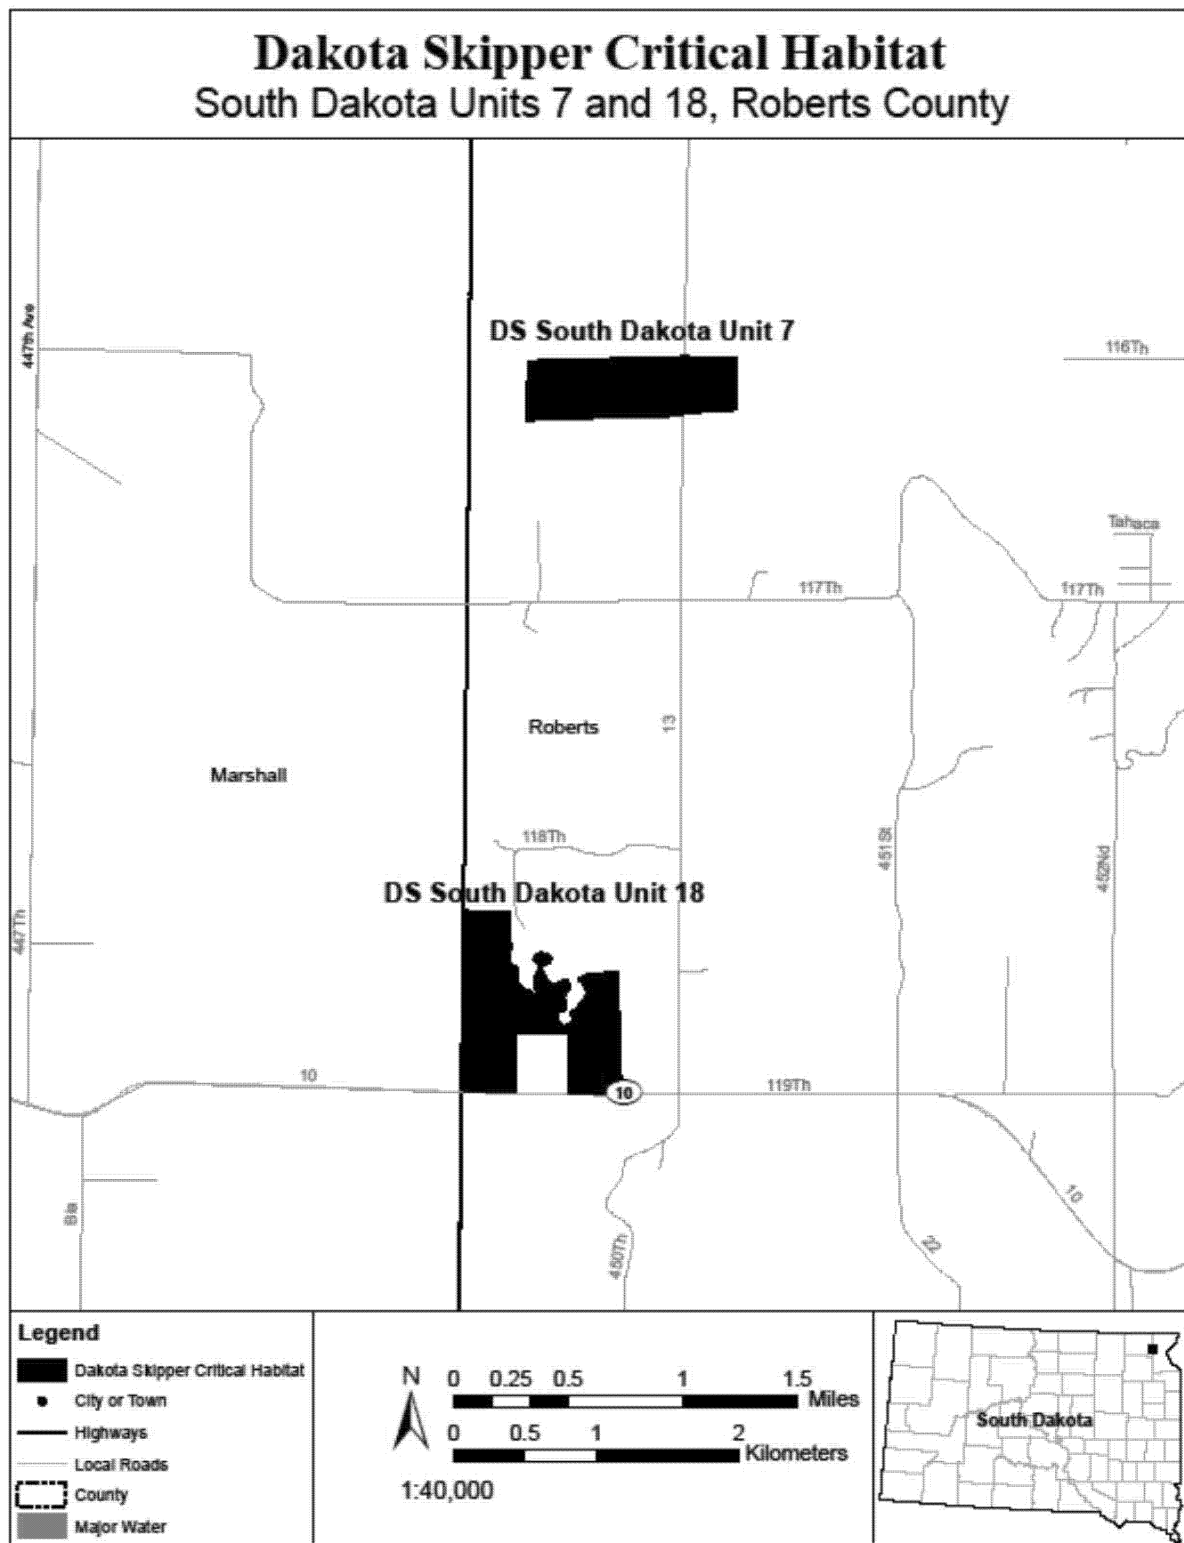 Dakota Skipper Critical Habitat
South Dakota Units 7 and 18, Roberts County
447th Ave
DS South Dakota Unit 7
116Th
Tahaca
117Th
117Th
Roberts
13
Marshall
118Th
451St
452Nd
DS South Dakota Unit 18
447Th
10
10
119Th
Bia
450Th
22
10
Legend
Dakota Skipper Critical Habitat
City or Town
Highways
Local Roads
County
Major Water
N
0 0.25 0.5 1 1.5
Miles
0 0.5 1 2
Kilometers
1:40,000
South Dakota